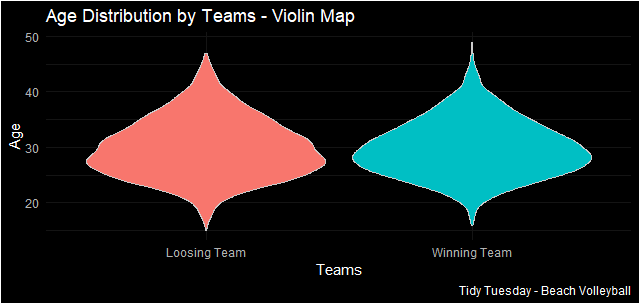 Age Distribution by Teams - Violin Map
50
40
30
20
Age
Loosing Team
Winning Team
Teams
Tidy Tuesday - Beach Volleyball